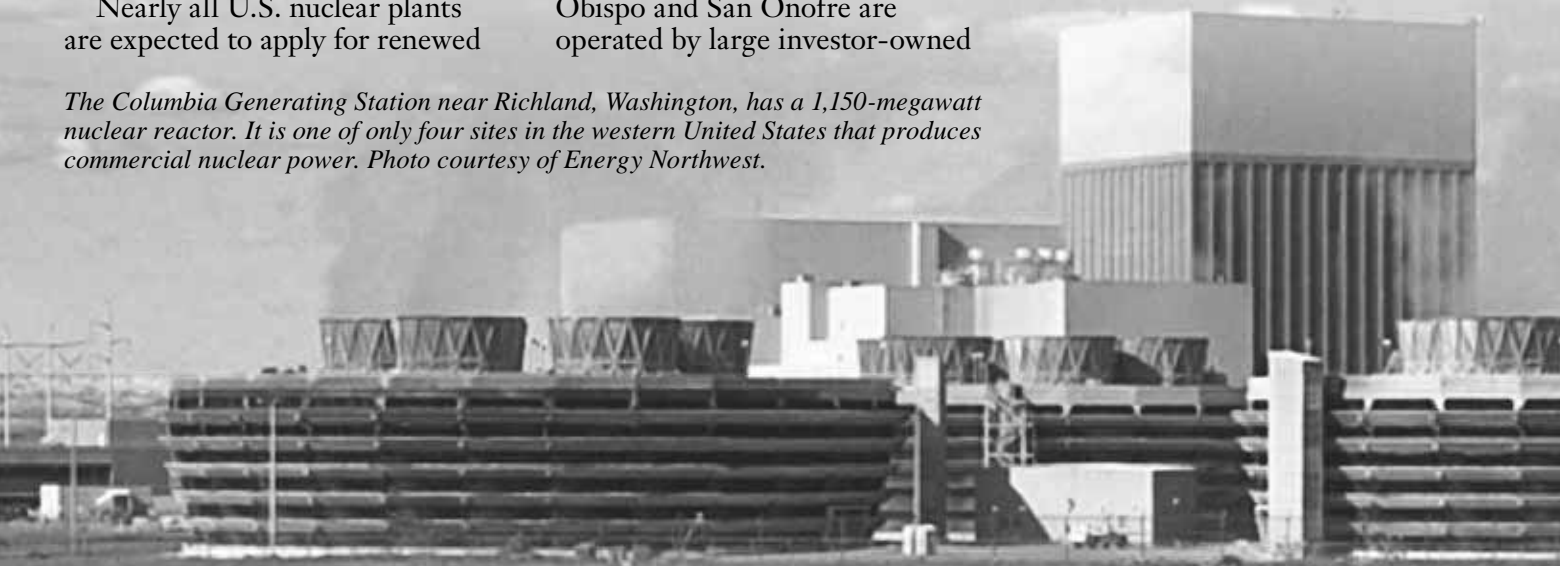 Nearly all U.S. nuclear plants
are expected to apply for renewed
Obispo and San Onofre are
operated by large investor-owned
The Columbia Generating Station near Richland, Washington, has a 1,150-megawatt
nuclear reactor. It is one of only four sites in the western United States that produces
commercial nuclear power. Photo courtesy of Energy Northwest.